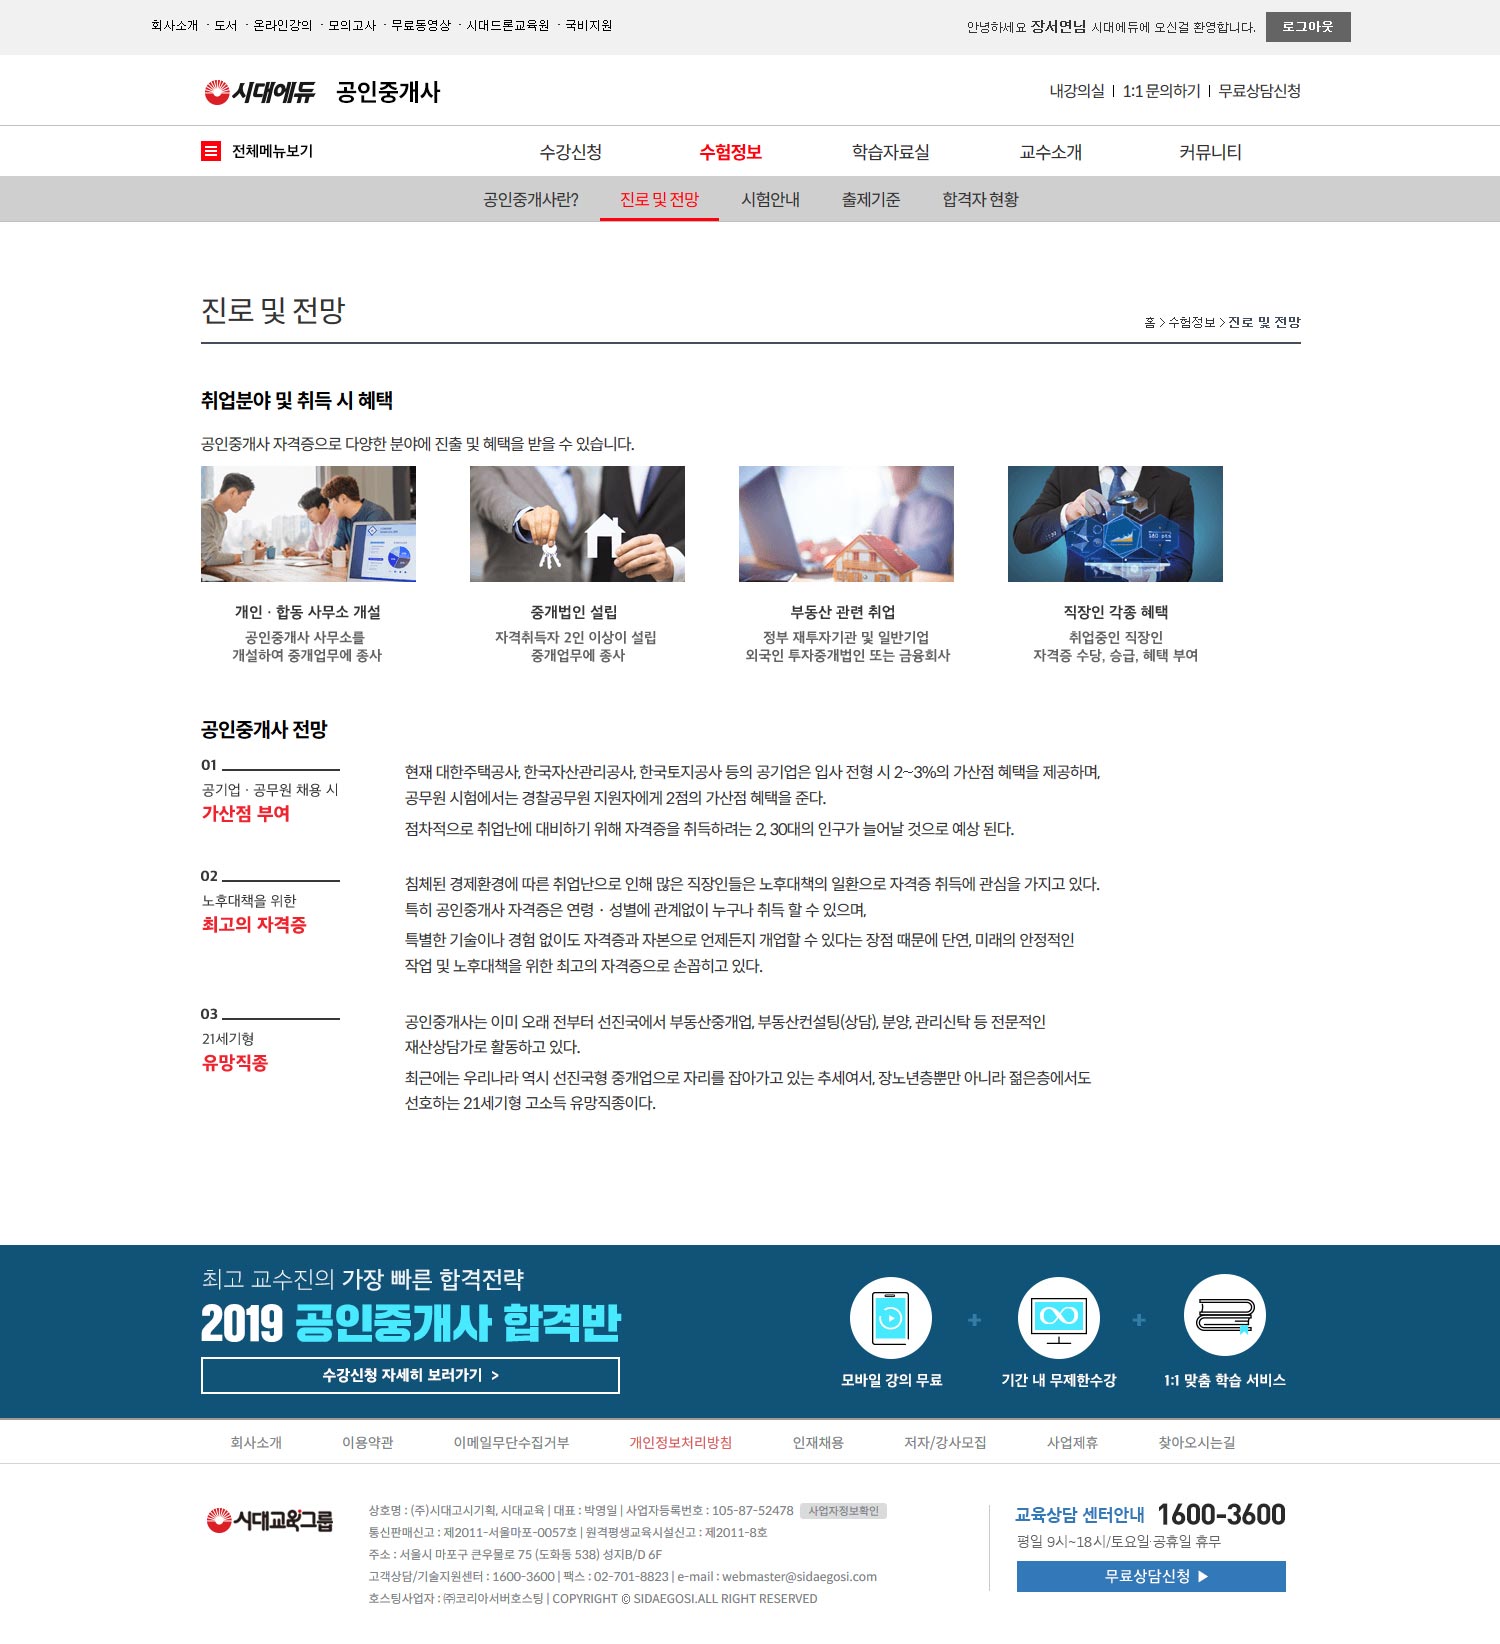 회사소개 · 도서 · 온라인강의 · 모의고사 · 무료동영상 · 시대드론교육원 · 국비지원
안녕하세요 장서연님 시대에듀에 오신걸 환영합니다. 로그아웃
시대에듀 공인중개사
내강의실 | 1:1 문의하기 | 무료상담신청
전체메뉴보기 수강신청 수험정보 학습자료실 교수소개 커뮤니티
공인중개사란? 진로 및 전망 시험안내 출제기준 합격자 현황
진로 및 전망
홈 > 수험정보 > 진로 및 전망
취업분야 및 취득 시 혜택
공인중개사 자격증으로 다양한 분야에 진출 및 혜택을 받을 수 있습니다.
개인 · 합동 사무소 개설
공인중개사 사무소를
개설하여 중개업무에 종사
중개법인 설립
자격취득자 2인 이상이 설립
중개업무에 종사
부동산 관련 취업
정부 재투자기관 및 일반기업
외국인 투자중개법인 또는 금융회사
직장인 각종 혜택
취업중인 직장인
자격증 수당, 승급, 혜택 부여
공인중개사 전망
01
공기업 · 공무원 채용 시
가산점 부여
현재 대한주택공사, 한국자산관리공사, 한국토지공사 등의 공기업은 입사 전형 시 2~3%의 가산점 혜택을 제공하며,
공무원 시험에서는 경찰공무원 지원자에게 2점의 가산점 혜택을 준다.
점차적으로 취업난에 대비하기 위해 자격증을 취득하려는 2, 30대의 인구가 늘어날 것으로 예상 된다.
02
노후대책을 위한
최고의 자격증
침체된 경제환경에 따른 취업난으로 인해 많은 직장인들은 노후대책의 일환으로 자격증 취득에 관심을 가지고 있다.
특히 공인중개사 자격증은 연령 · 성별에 관계없이 누구나 취득 할 수 있으며,
특별한 기술이나 경험 없이도 자격증과 자본으로 언제든지 개업할 수 있다는 장점 때문에 단연, 미래의 안정적인
작업 및 노후대책을 위한 최고의 자격증으로 손꼽히고 있다.
03
21세기형
유망직종
공인중개사는 이미 오래 전부터 선진국에서 부동산중개업, 부동산컨설팅(상담), 분양, 관리신탁 등 전문적인
재산상담가로 활동하고 있다.
최근에는 우리나라 역시 선진국형 중개업으로 자리를 잡아가고 있는 추세여서, 장노년층뿐만 아니라 젊은층에서도
선호하는 21세기형 고소득 유망직종이다.
최고 교수진의 가장 빠른 합격전략
2019 공인중개사 합격반
수강신청 자세히 보러가기 >
모바일 강의 무료 + 기간 내 무제한수강 + 1:1 맞춤 학습 서비스
회사소개 이용약관 이메일무단수집거부 개인정보처리방침 인재채용 저자/강사모집 사업제휴 찾아오시는길
시대교육그룹
상호명 : (주)시대고시기획, 시대교육 | 대표 : 박영일 | 사업자등록번호 : 105-87-52478 사업자정보확인
통신판매신고 : 제2011-서울마포-0057호 | 원격평생교육시설신고 : 제2011-8호
주소 : 서울시 마포구 큰우물로 75 (도화동 538) 성지B/D 6F
고객상담/기술지원센터 : 1600-3600 | 팩스 : 02-701-8823 | e-mail : webmaster@sidaegosi.com
호스팅사업자 : ㈜코리아서버호스팅 | COPYRIGHT © SIDAEGOSI.ALL RIGHT RESERVED
교육상담 센터안내 1600-3600
평일 9시~18시/토요일·공휴일 휴무
무료상담신청 ▶